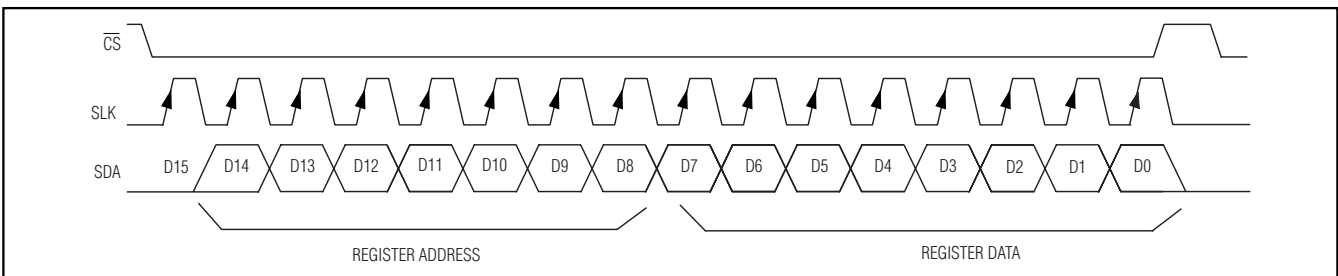 CS
SLK
SDA D15 D14 D13 D12 D11 D10 D9 D8 D7 D6 D5 D4 D3 D2 D1 D0
REGISTER ADDRESS REGISTER DATA